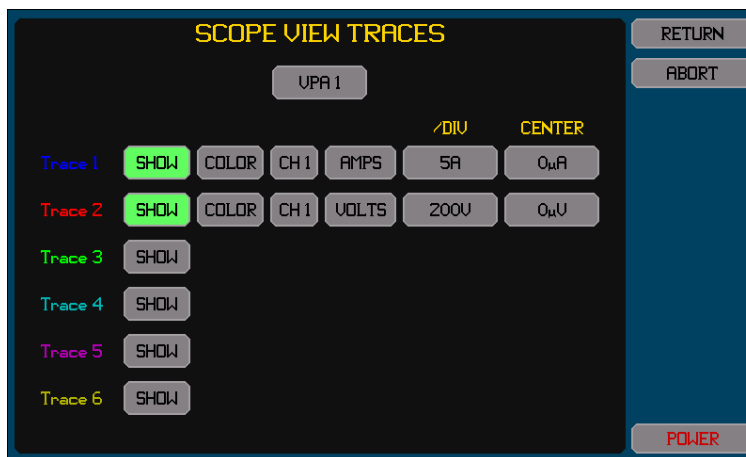 SCOPE VIEW TRACES
RETURN
VPA 1
ABORT
/DIV CENTER
Trace 1 SHOW COLOR CH 1 AMPS 5A 0µA
Trace 2 SHOW COLOR CH 1 VOLTS 200V 0µV
Trace 3 SHOW
Trace 4 SHOW
Trace 5 SHOW
Trace 6 SHOW
POWER